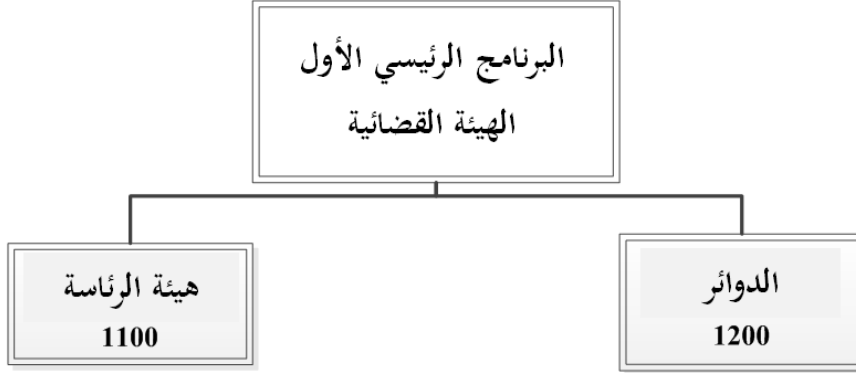 البرنامج الرئيسي الأول
الهيئة القضائية
الدوائر
1200
هيئة الرئاسة
1100